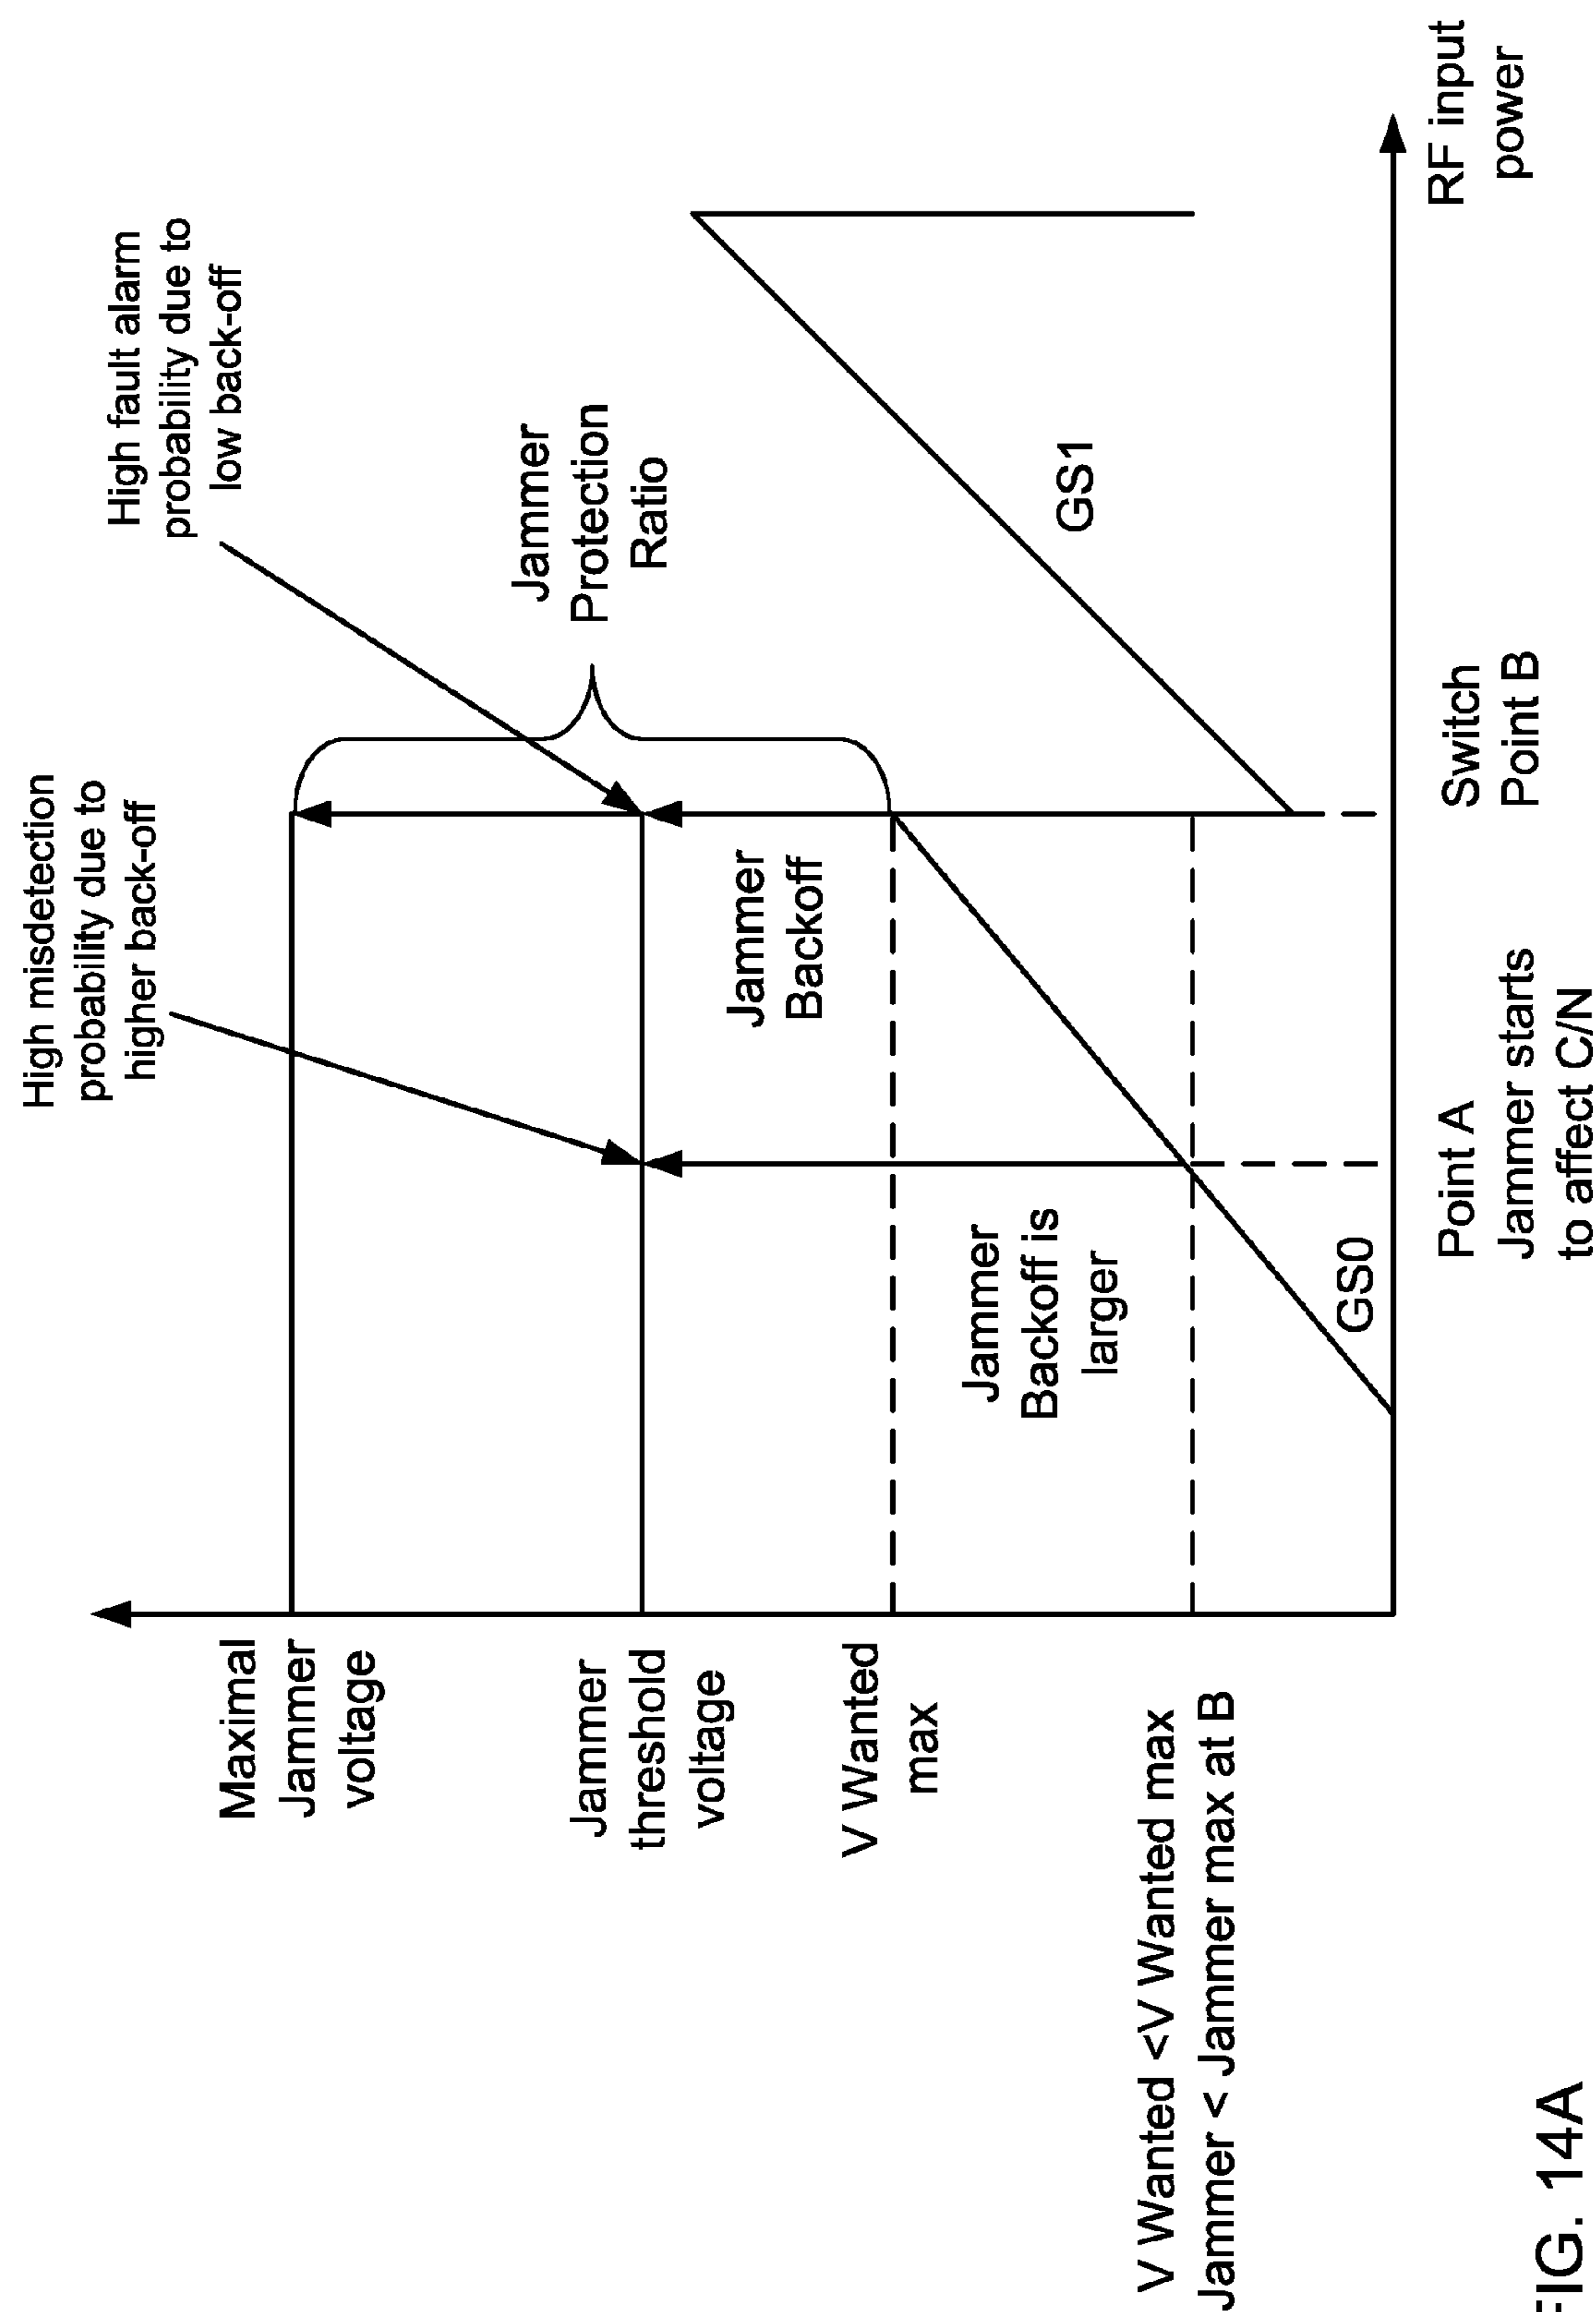 High misdetection
probability due to
higher back-off
High fault alarm
probability due to
low back-off
Maximal
Jammer
voltage
Jammer
Protection
Ratio
Jammer
threshold
voltage
Jammer
Backoff
V Wanted
max
Jammer
Backoff is
larger
GS1
V Wanted <V Wanted max
Jammer < Jammer max at B
GS0
Point A
Jammer starts
to affect C/N
Switch
Point B
RF input
power
FIG. 14A